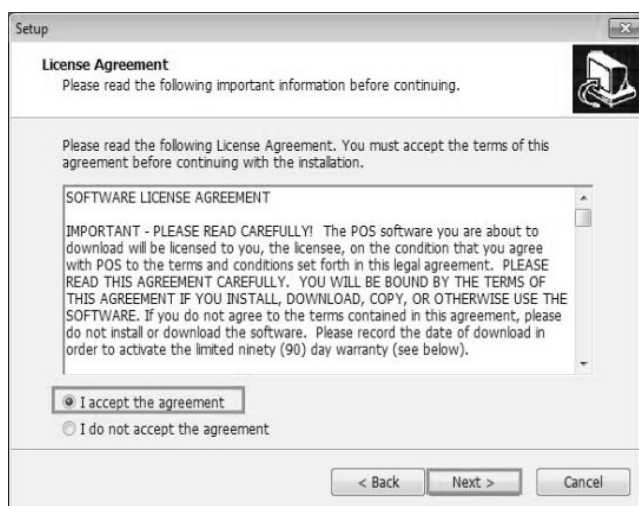 Setup
License Agreement
Please read the following important information before continuing.
Please read the following License Agreement. You must accept the terms of this
agreement before continuing with the installation.
SOFTWARE LICENSE AGREEMENT
IMPORTANT - PLEASE READ CAREFULLY!  The POS software you are about to
download will be licensed to you, the licensee, on the condition that you agree
with POS to the terms and conditions set forth in this legal agreement.  PLEASE
READ THIS AGREEMENT CAREFULLY.  YOU WILL BE BOUND BY THE TERMS OF
THIS AGREEMENT IF YOU INSTALL, DOWNLOAD, COPY, OR OTHERWISE USE THE
SOFTWARE. If you do not agree to the terms contained in this agreement, please
do not install or download the software.  Please record the date of download in
order to activate the limited ninety (90) day warranty (see below).
I accept the agreement
I do not accept the agreement
< Back
Next >
Cancel